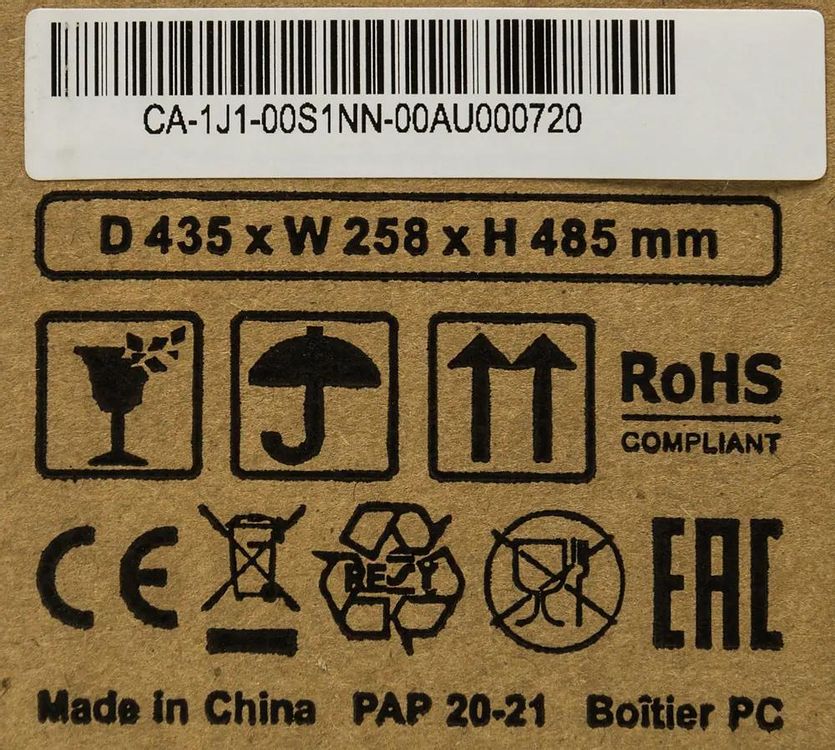 CA-1J1-00S1NN-00AU000720
D 435 x W 258 x H 485 mm
RoHS
COMPLIANT
CE
RESY
EAC
Made in China PAP 20-21 Boîtier PC